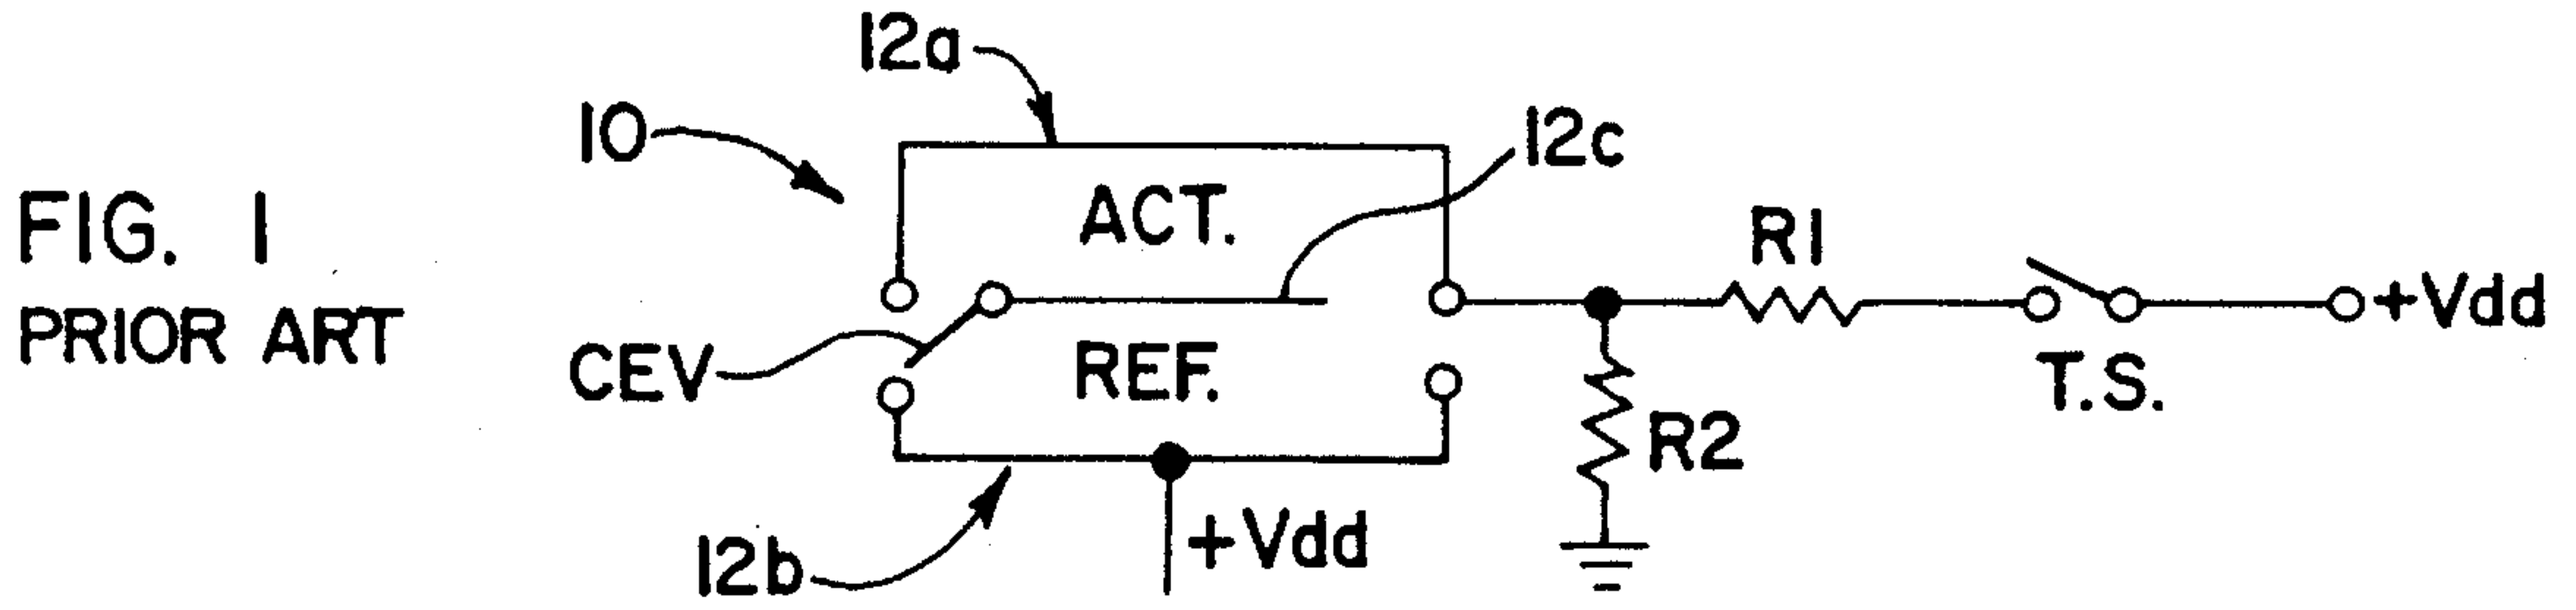 12a
10
12c
FIG. 1
ACT.
R1
+Vdd
PRIOR ART
CEV
REF.
T.S.
R2
12b
+Vdd